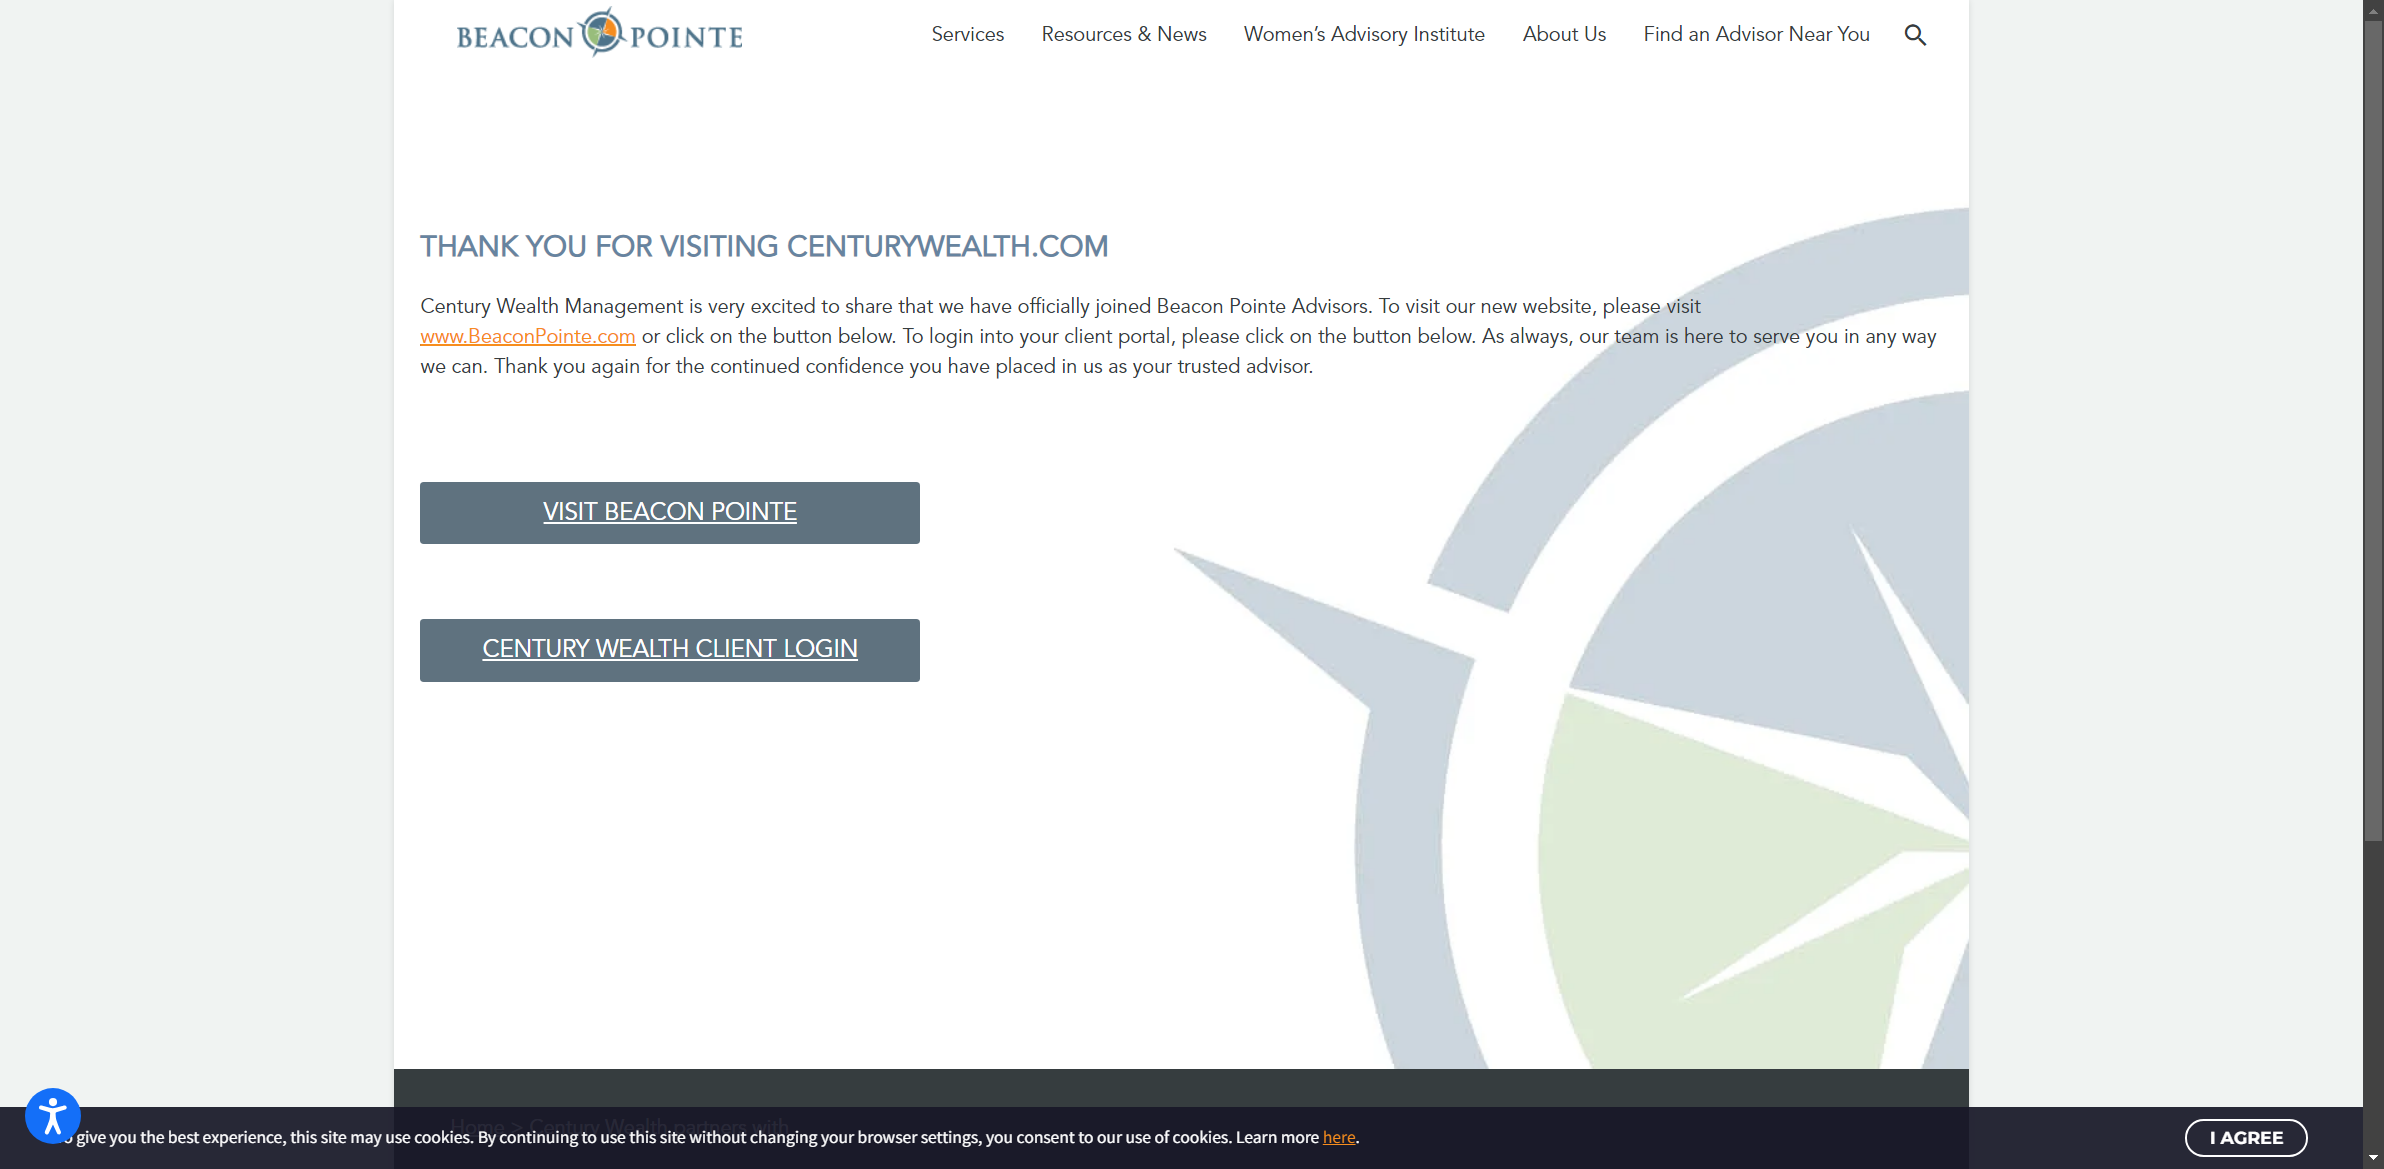 BEACON POINTE
Services
Resources & News
Women's Advisory Institute
About Us
Find an Advisor Near You
THANK YOU FOR VISITING CENTURYWEALTH.COM
Century Wealth Management is very excited to share that we have officially joined Beacon Pointe Advisors. To visit our new website, please visit
www.BeaconPointe.com or click on the button below. To login into your client portal, please click on the button below. As always, our team is here to serve you in any way
we can. Thank you again for the continued confidence you have placed in us as your trusted advisor.
VISIT BEACON POINTE
CENTURY WEALTH CLIENT LOGIN
Home > Century Wealth partners with
give you the best experience, this site may use cookies. By continuing to use this site without changing your browser settings, you consent to our use of cookies. Learn more here.
I AGREE